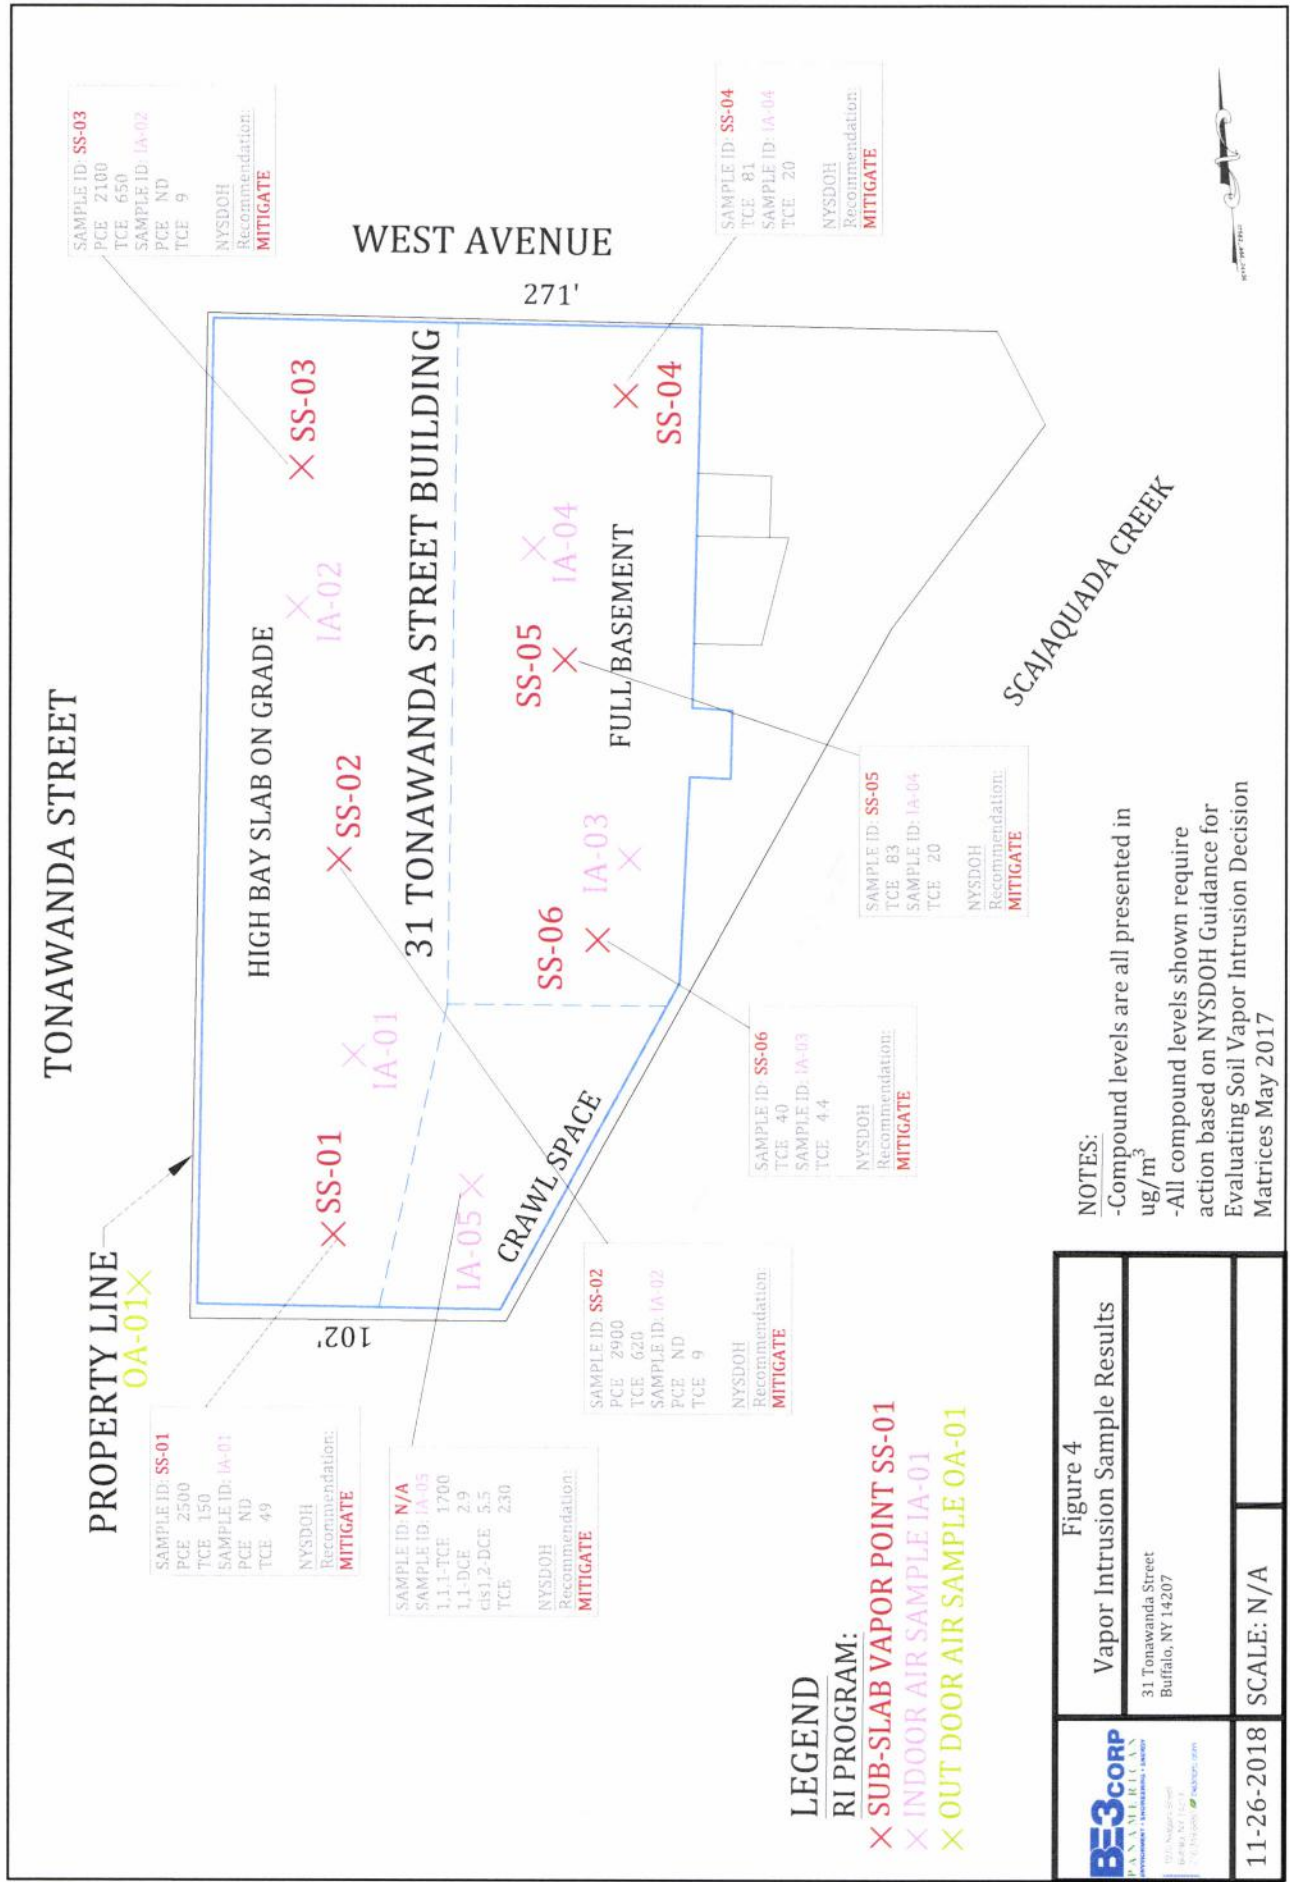 TONAWANDA STREET
PROPERTY LINE
OA-01
SAMPLE ID: SS-03
PCE 2100
TCE 650
SAMPLE ID: IA-02
PCE ND
TCE 9
NYSDOH
Recommendation:
MITIGATE
WEST AVENUE
271'
SAMPLE ID: SS-04
TCE 81
SAMPLE ID: IA-04
TCE 20
NYSDOH
Recommendation:
MITIGATE
HIGH BAY SLAB ON GRADE
SS-01
IA-01
SS-02
IA-02
SS-03
31 TONAWANDA STREET BUILDING
102'
IA-05
CRAWL SPACE
SS-06
IA-03
SS-05
IA-04
FULL BASEMENT
SS-04
SCAJAQUADA CREEK
SAMPLE ID: SS-01
PCE 2500
TCE 150
SAMPLE ID: IA-01
PCE ND
TCE 49
NYSDOH
Recommendation:
MITIGATE
SAMPLE ID: N/A
SAMPLE ID: IA-05
1,1,1-TCE 1700
1,1-DCE 2.9
cis1,2-DCE 5.5
TCE 230
NYSDOH
Recommendation:
MITIGATE
SAMPLE ID: SS-02
PCE 2900
TCE 620
SAMPLE ID: IA-02
PCE ND
TCE 9
NYSDOH
Recommendation:
MITIGATE
SAMPLE ID: SS-06
TCE 40
SAMPLE ID: IA-03
TCE 4.4
NYSDOH
Recommendation:
MITIGATE
SAMPLE ID: SS-05
TCE 83
SAMPLE ID: IA-04
TCE 20
NYSDOH
Recommendation:
MITIGATE
LEGEND
RI PROGRAM:
SUB-SLAB VAPOR POINT SS-01
INDOOR AIR SAMPLE IA-01
OUT DOOR AIR SAMPLE OA-01
NOTES:
-Compound levels are all presented in
ug/m³
-All compound levels shown require
action based on NYSDOH Guidance for
Evaluating Soil Vapor Intrusion Decision
Matrices May 2017
BE3CORP
PANAMERICAN
ENVIRONMENT • ENGINEERING • ENERGY
Figure 4
Vapor Intrusion Sample Results
31 Tonawanda Street
Buffalo, NY 14207
11-26-2018
SCALE: N/A